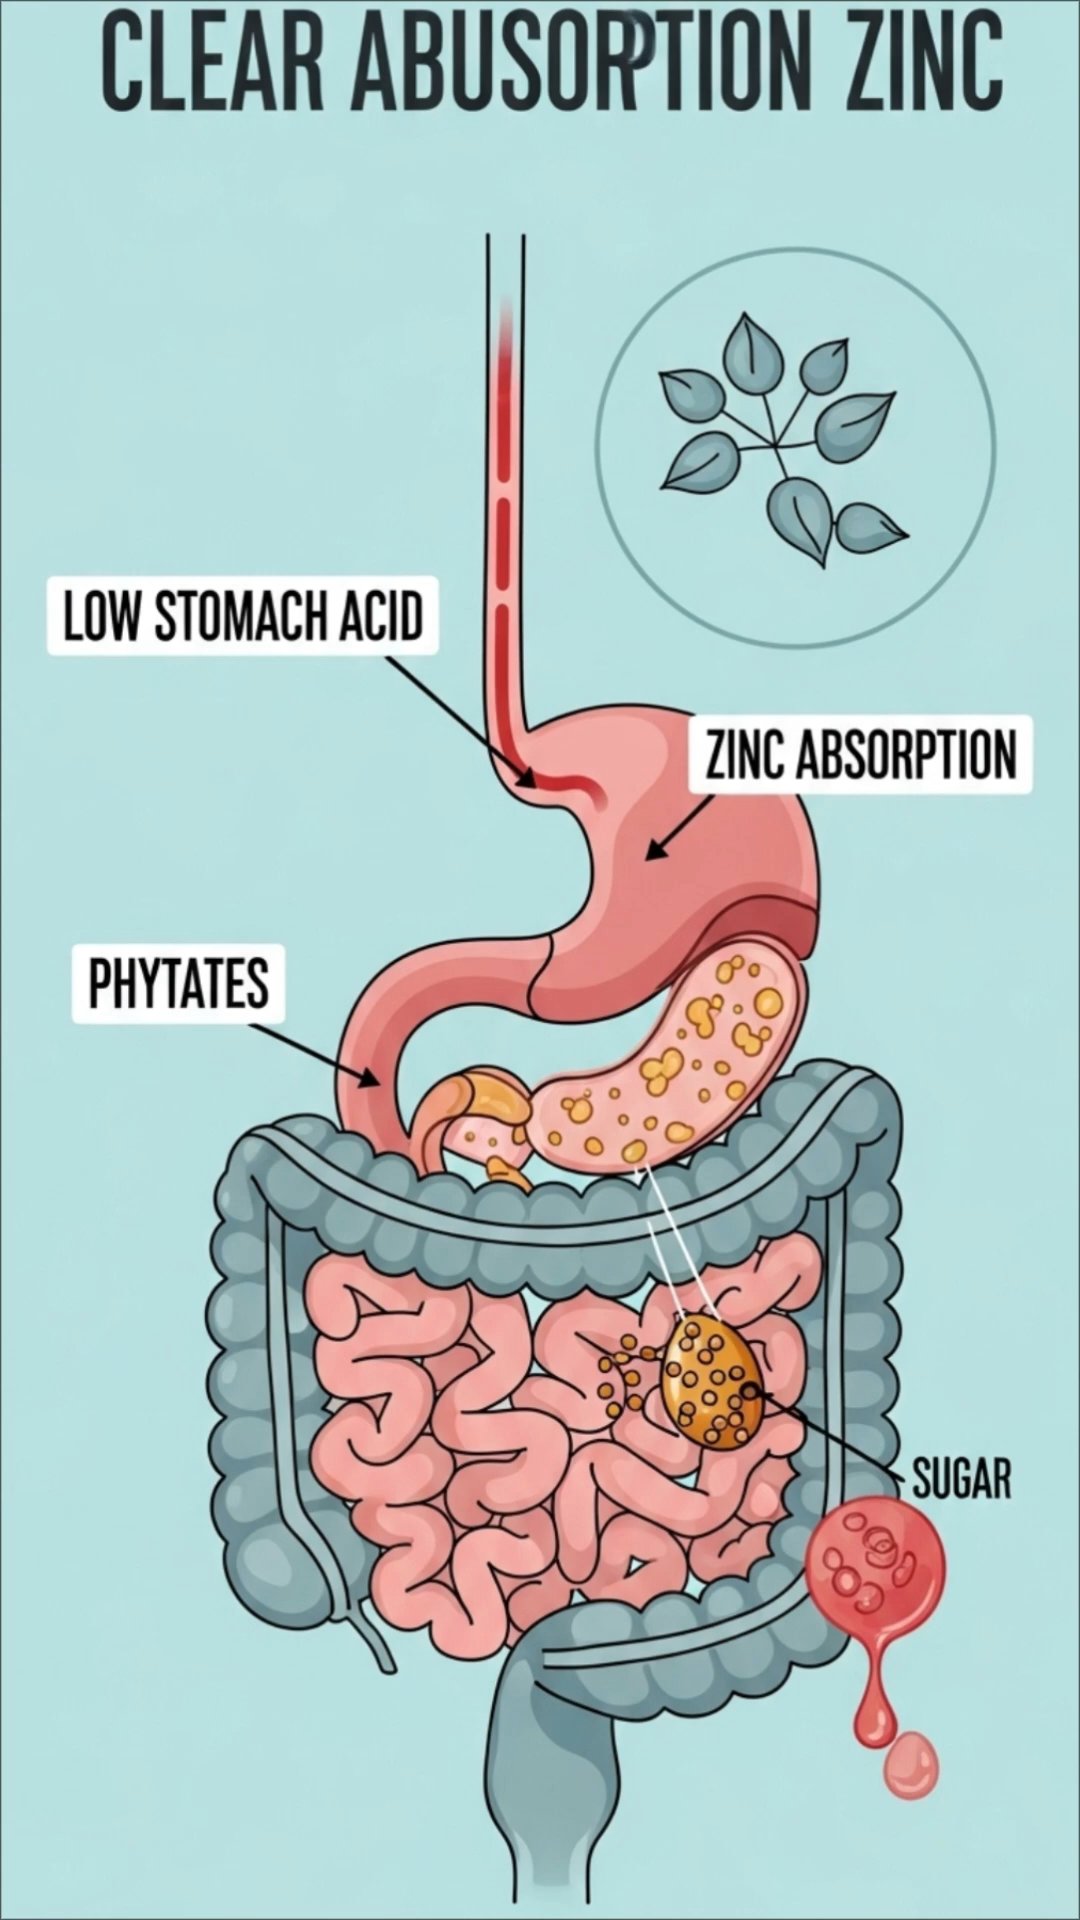 CLEAR ABUSORPTION ZINC
LOW STOMACH ACID
ZINC ABSORPTION
PHYTATES
SUGAR